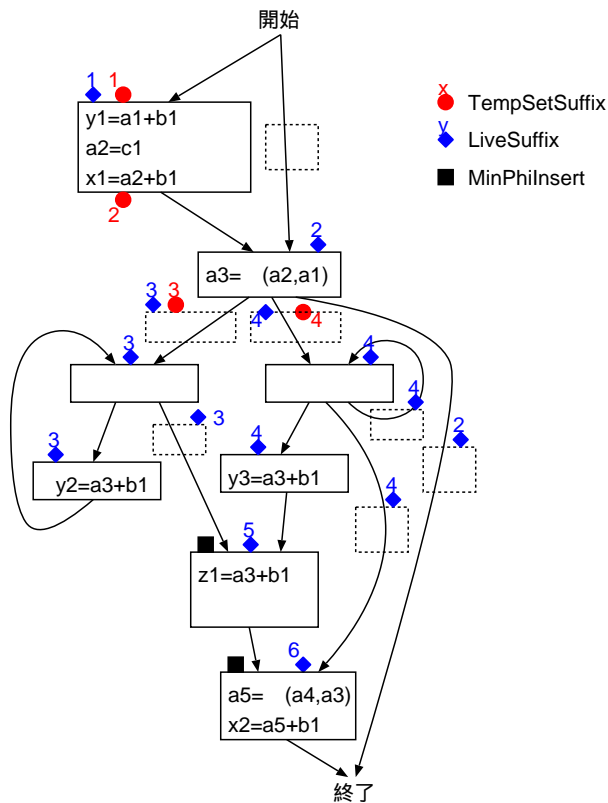 開始
1 1
y1=a1+b1
a2=c1
x1=a2+b1
2
x
TempSetSuffix
y
LiveSuffix
MinPhiInsert
2
a3= (a2,a1)
3 3
4 4
3
4
4
3
2
3
4
4
y2=a3+b1
y3=a3+b1
5
z1=a3+b1
6
a5= (a4,a3)
x2=a5+b1
終了